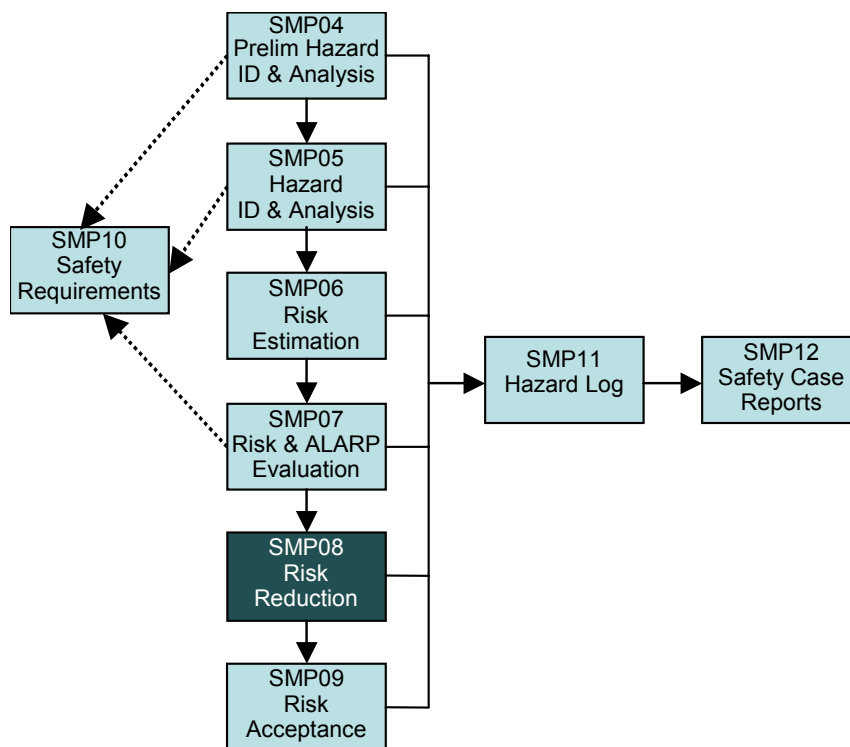 SMP04
Prelim Hazard
ID & Analysis
SMP05
Hazard
ID & Analysis
SMP10
Safety
Requirements
SMP06
Risk
Estimation
SMP11
Hazard Log
SMP12
Safety Case
Reports
SMP07
Risk & ALARP
Evaluation
SMP08
Risk
Reduction
SMP09
Risk
Acceptance